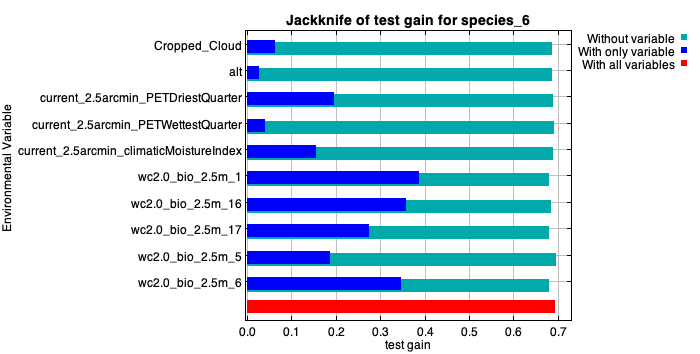 Jackknife of test gain for species_6
Without variable
With only variable
With all variables
Environmental Variable
Cropped_Cloud
alt
current_2.5arcmin_PETDriestQuarter
current_2.5arcmin_PETWettestQuarter
current_2.5arcmin_climaticMoistureIndex
wc2.0_bio_2.5m_1
wc2.0_bio_2.5m_16
wc2.0_bio_2.5m_17
wc2.0_bio_2.5m_5
wc2.0_bio_2.5m_6
0.0 0.1 0.2 0.3 0.4 0.5 0.6 0.7
test gain